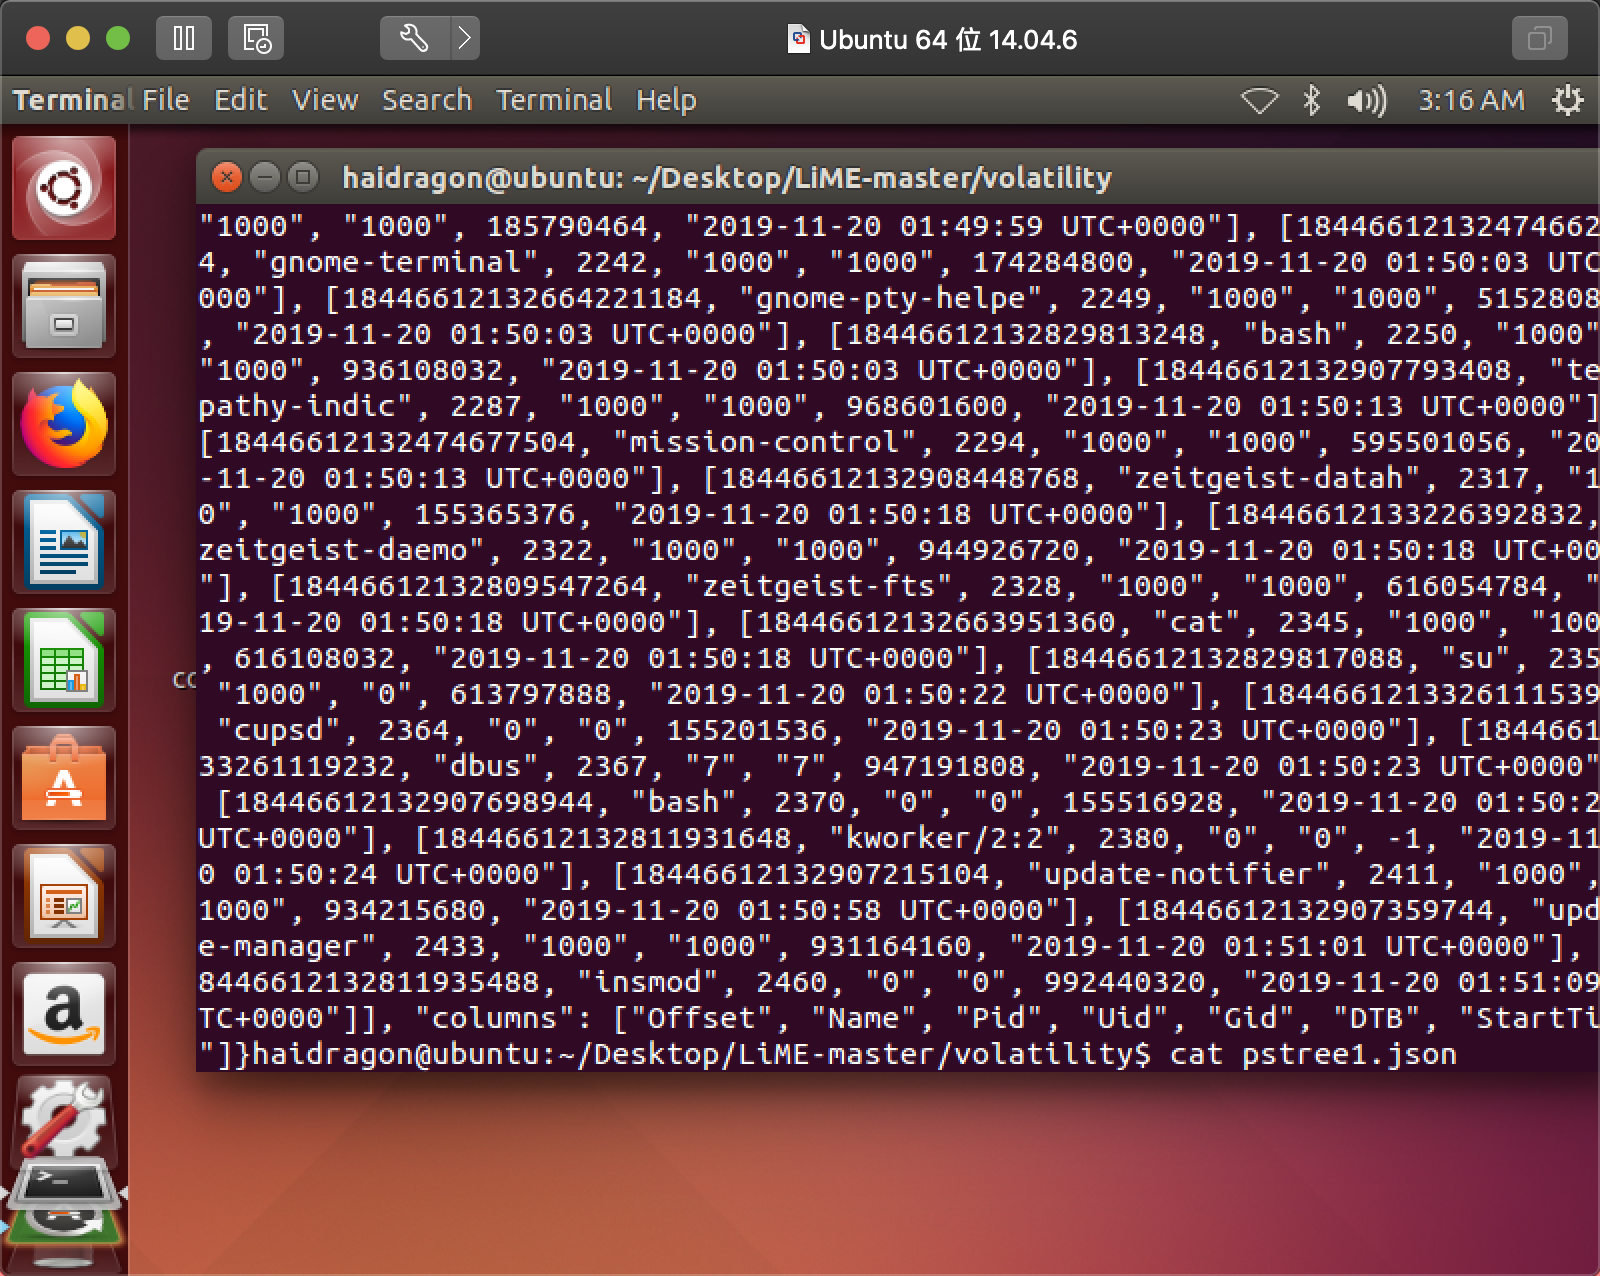 Ubuntu 64 位 14.04.6
Terminal File Edit View Search Terminal Help 3:16 AM
haidragon@ubuntu: ~/Desktop/LiME-master/volatility
"1000", "1000", 185790464, "2019-11-20 01:49:59 UTC+0000"], [1844661213247466​2
4, "gnome-terminal", 2242, "1000", "1000", 174284800, "2019-11-20 01:50:03 UTC
000"], [18446612132664221184, "gnome-pty-helpe", 2249, "1000", "1000", 5152808
, "2019-11-20 01:50:03 UTC+0000"], [18446612132829813248, "bash", 2250, "1000"
"1000", 936108032, "2019-11-20 01:50:03 UTC+0000"], [18446612132907793408, "te
pathy-indic", 2287, "1000", "1000", 968601600, "2019-11-20 01:50:13 UTC+0000"]
[18446612132474677504, "mission-control", 2294, "1000", "1000", 595501056, "20
-11-20 01:50:13 UTC+0000"], [18446612132908448768, "zeitgeist-datah", 2317, "1
0", "1000", 155365376, "2019-11-20 01:50:18 UTC+0000"], [18446612133226392832,
zeitgeist-daemo", 2322, "1000", "1000", 944926720, "2019-11-20 01:50:18 UTC+00
"], [18446612132809547264, "zeitgeist-fts", 2328, "1000", "1000", 616054784, "
19-11-20 01:50:18 UTC+0000"], [18446612132663951360, "cat", 2345, "1000", "100
, 616108032, "2019-11-20 01:50:18 UTC+0000"], [18446612132829817088, "su", 235
co
"1000", "0", 613797888, "2019-11-20 01:50:22 UTC+0000"], [1844661213326111539
"cupsd", 2364, "0", "0", 155201536, "2019-11-20 01:50:23 UTC+0000"], [1844661
33261119232, "dbus", 2367, "7", "7", 947191808, "2019-11-20 01:50:23 UTC+0000"
[18446612132907698944, "bash", 2370, "0", "0", 155516928, "2019-11-20 01:50:2
UTC+0000"], [18446612132811931648, "kworker/2:2", 2380, "0", "0", -1, "2019-11
0 01:50:24 UTC+0000"], [18446612132907215104, "update-notifier", 2411, "1000",
1000", 934215680, "2019-11-20 01:50:58 UTC+0000"], [18446612132907359744, "upd
e-manager", 2433, "1000", "1000", 931164160, "2019-11-20 01:51:01 UTC+0000"],
8446612132811935488, "insmod", 2460, "0", "0", 992440320, "2019-11-20 01:51:09
TC+0000"]], "columns": ["Offset", "Name", "Pid", "Uid", "Gid", "DTB", "StartTi
"]}haidragon@ubuntu:~/Desktop/LiME-master/volatility$ cat pstree1.json